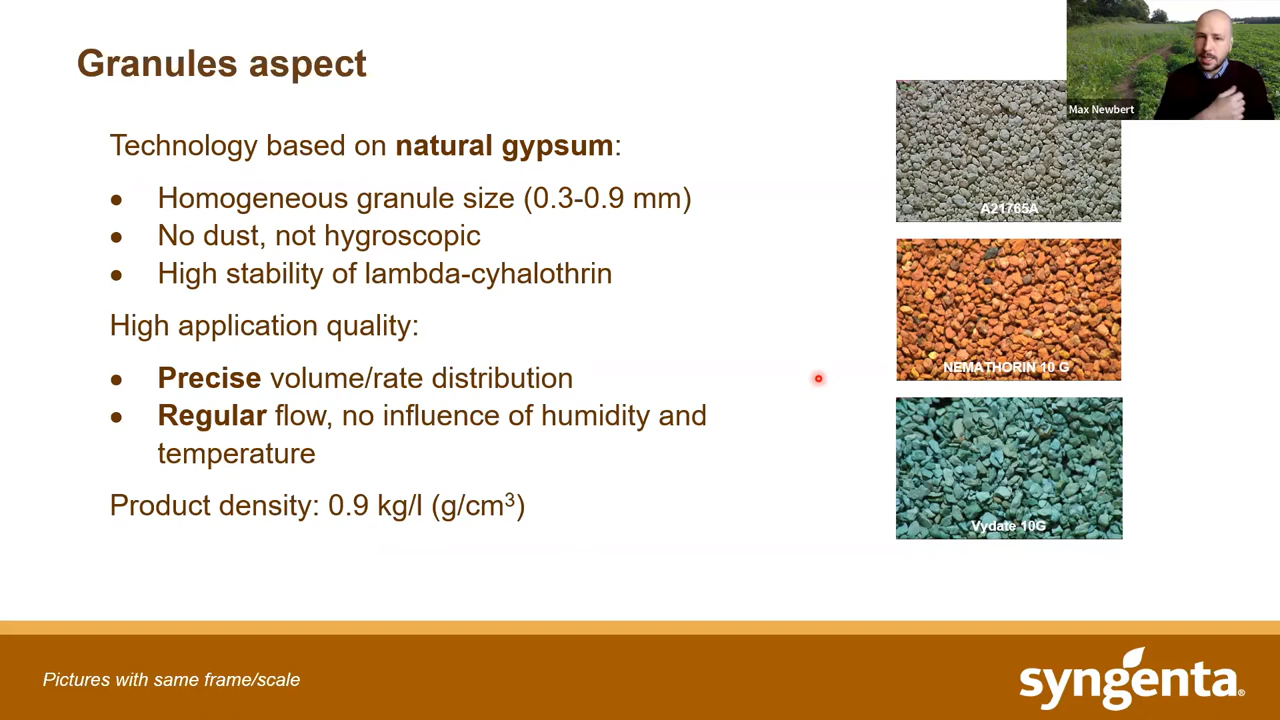 Granules aspect
Max Newbert
Technology based on natural gypsum:
• Homogeneous granule size (0.3-0.9 mm)
• No dust, not hygroscopic
• High stability of lambda-cyhalothrin
High application quality:
• Precise volume/rate distribution
• Regular flow, no influence of humidity and
temperature
Product density: 0.9 kg/l (g/cm³)
A21765A
NEMATHORIN 10 G
Vydate 10G
Pictures with same frame/scale
syngenta®